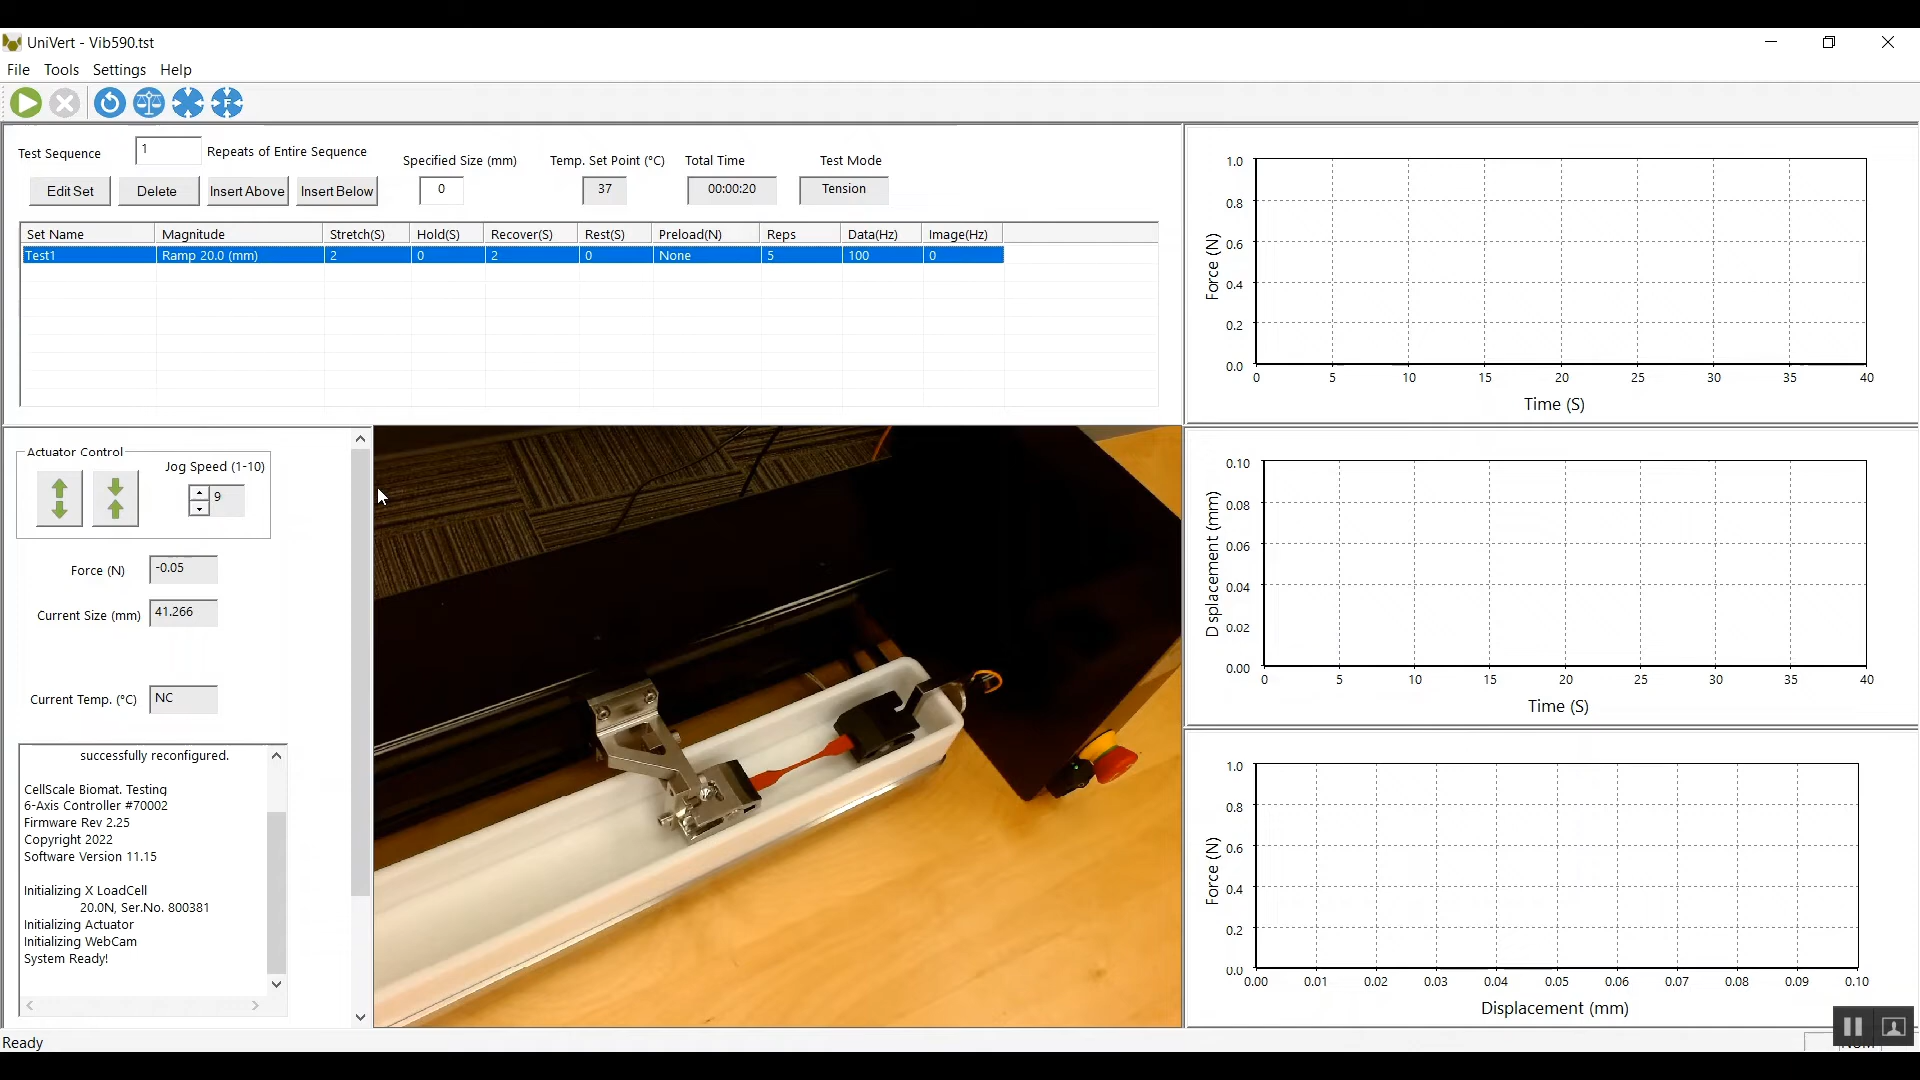 UniVert - Vib590.tst
File Tools Settings Help
F
Test Sequence 1 Repeats of Entire Sequence
Specified Size (mm) Temp. Set Point (°C) Total Time Test Mode
Edit Set Delete Insert Above Insert Below 0 37 00:00:20 Tension
Set Name Magnitude Stretch(S) Hold(S) Recover(S) Rest(S) Preload(N) Reps Data(Hz) Image(Hz)
Test1 Ramp 20.0 (mm) 2 0 2 0 None 5 100 0
Actuator Control
Jog Speed (1-10)
9
Force (N) -0.05
Current Size (mm) 41.266
Current Temp. (°C) NC
successfully reconfigured.
CellScale Biomat. Testing
6-Axis Controller #70002
Firmware Rev 2.25
Copyright 2022
Software Version 11.15
Initializing X LoadCell
20.0N, Ser.No. 800381
Initializing Actuator
Initializing WebCam
System Ready!
Ready
Force (N)
1.0
0.8
0.6
0.4
0.2
0.0
0 5 10 15 20 25 30 35 40
Time (S)
D splacement (mm)
0.10
0.08
0.06
0.04
0.02
0.00
0 5 10 15 20 25 30 35 40
Time (S)
Force (N)
1.0
0.8
0.6
0.4
0.2
0.0
0.00 0.01 0.02 0.03 0.04 0.05 0.06 0.07 0.08 0.09 0.10
Displacement (mm)